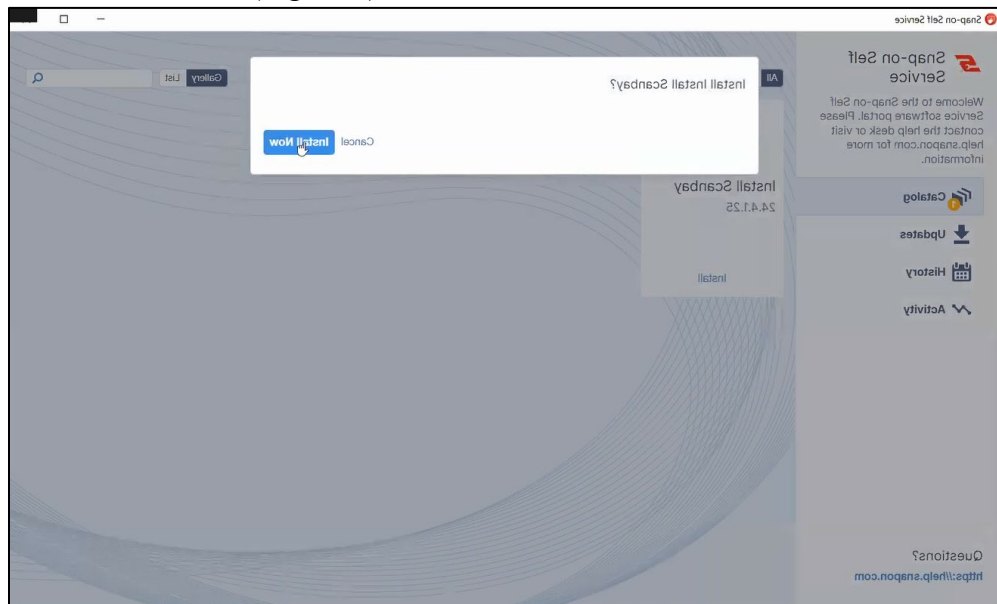 Snap-on Self Service
Snap-on Self
Service
Welcome to the Snap-on Self
Service software portal. Please
contact the help desk or visit
help.snapon.com for more
information.
Catalog
1
Updates
History
Activity
Questions?
https://help.snapon.com
All
Gallery List
Install Install Scanbay?
Cancel Install Now
Install Scanbay
24.4.1.25
Install